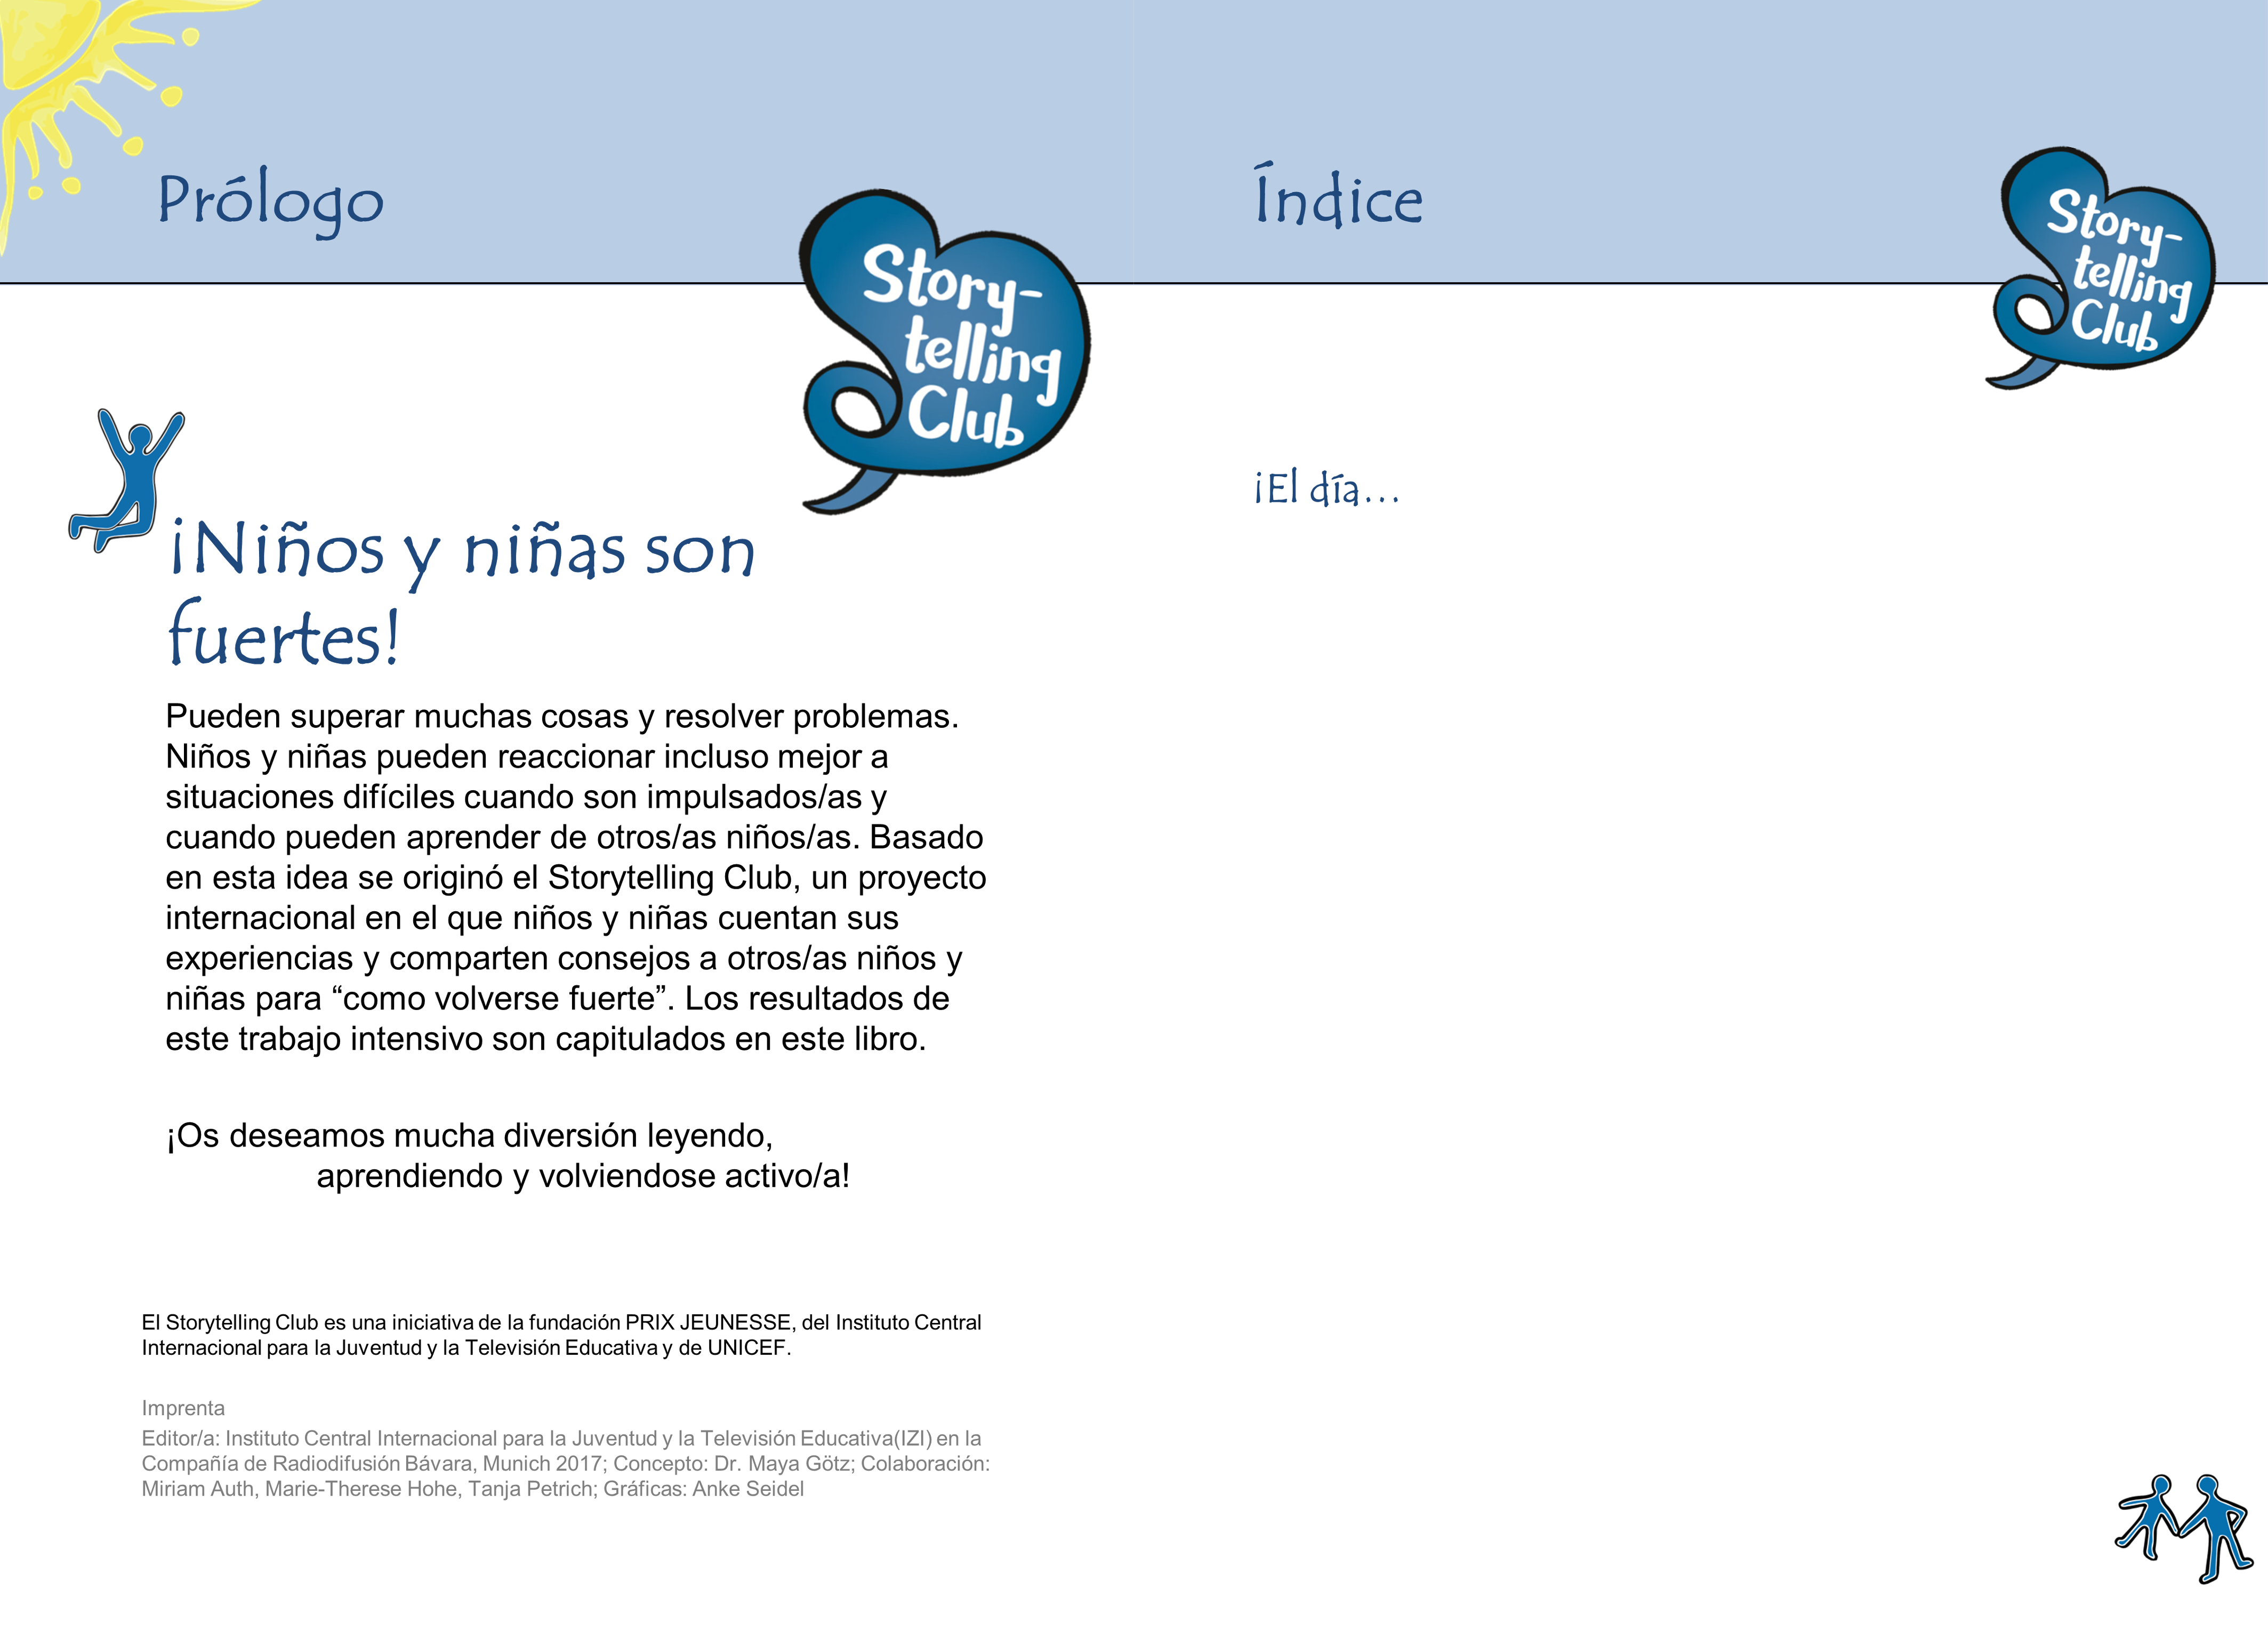 Prólogo
Story-
telling
Club
¡Niños y niñas son
fuertes!
Pueden superar muchas cosas y resolver problemas.
Niños y niñas pueden reaccionar incluso mejor a
situaciones difíciles cuando son impulsados/as y
cuando pueden aprender de otros/as niños/as. Basado
en esta idea se originó el Storytelling Club, un proyecto
internacional en el que niños y niñas cuentan sus
experiencias y comparten consejos a otros/as niños y
niñas para “como volverse fuerte”. Los resultados de
este trabajo intensivo son capitulados en este libro.
¡Os deseamos mucha diversión leyendo,
aprendiendo y volviendose activo/a!
El Storytelling Club es una iniciativa de la fundación PRIX JEUNESSE, del Instituto Central
Internacional para la Juventud y la Televisión Educativa y de UNICEF.
Imprenta
Editor/a: Instituto Central Internacional para la Juventud y la Televisión Educativa(IZI) en la
Compañía de Radiodifusión Bávara, Munich 2017; Concepto: Dr. Maya Götz; Colaboración:
Miriam Auth, Marie-Therese Hohe, Tanja Petrich; Gráficas: Anke Seidel
Índice
Story-
telling
Club
¡El día...